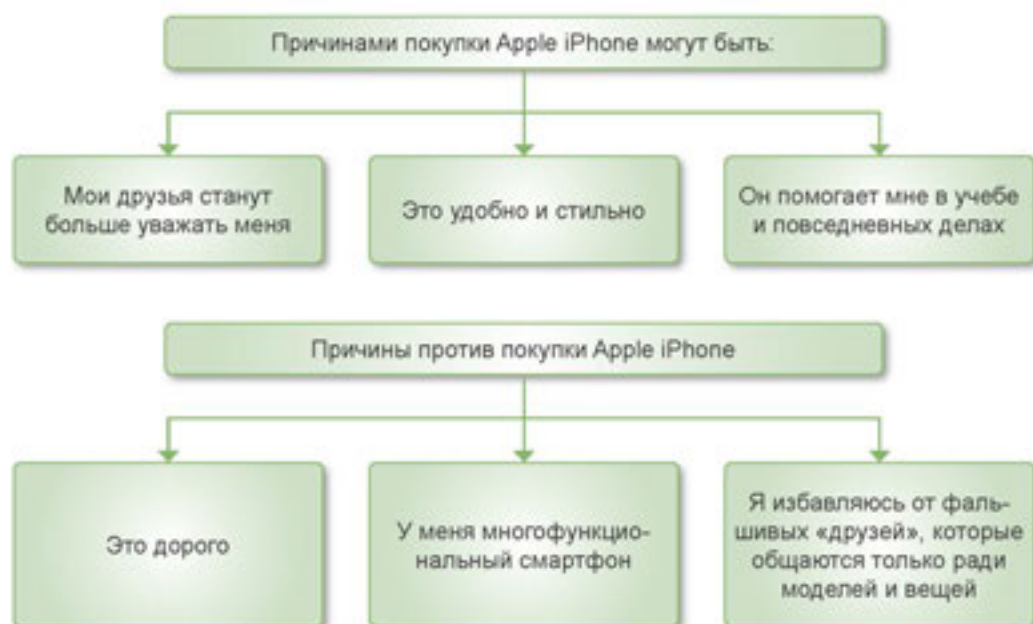 Причинами покупки Apple iPhone могут быть:
Мои друзья станут
больше уважать меня
Это удобно и стильно
Он помогает мне в учебе
и повседневных делах
Причины против покупки Apple iPhone
Это дорого
У меня многофункцио-
нальный смартфон
Я избавляюсь от фаль-
шивых «друзей», которые
общаются только ради
моделей и вещей